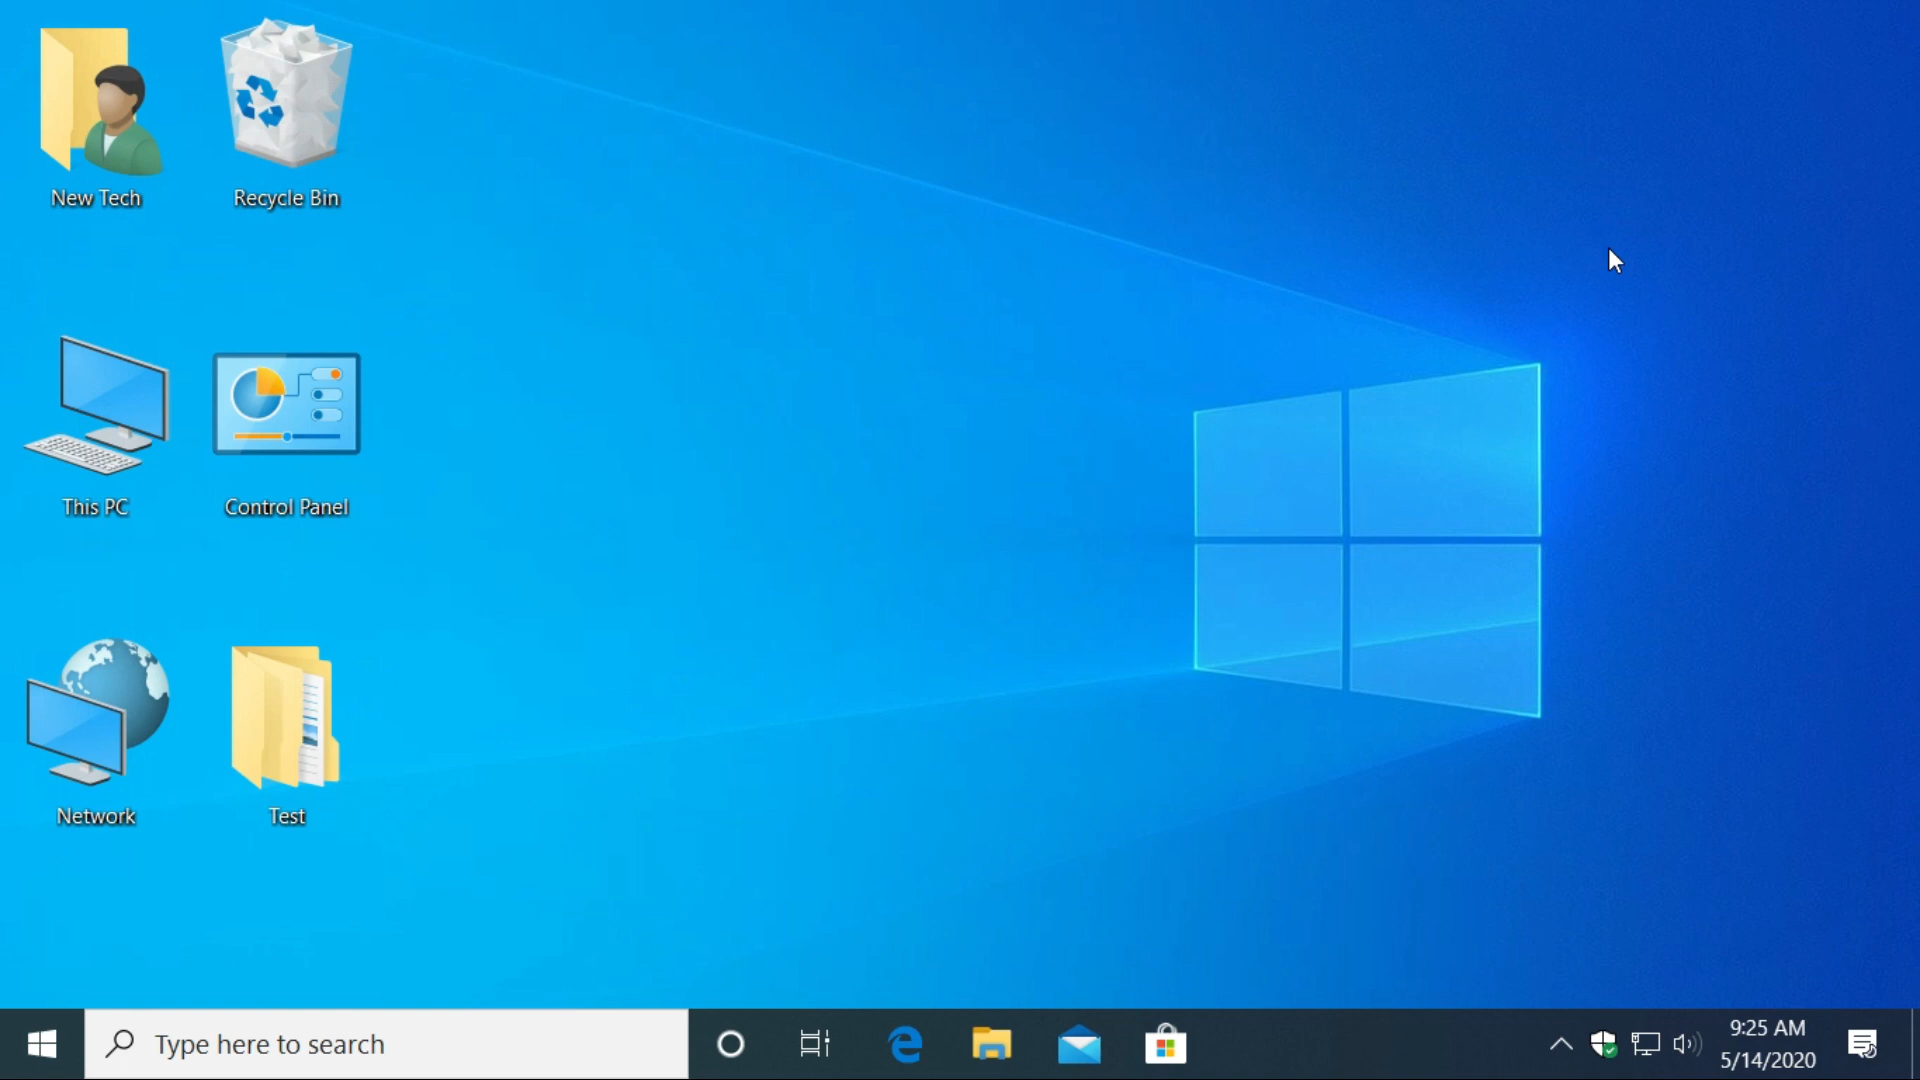 New Tech
Recycle Bin
This PC
Control Panel
Network
Test
Type here to search
9:25 AM
5/14/2020